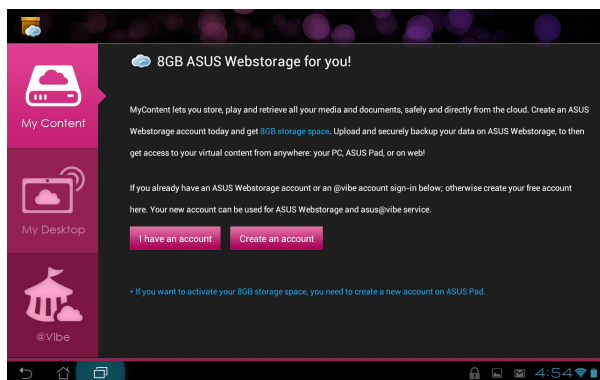 8GB ASUS Webstorage for you!
My Content
MyContent lets you store, play and retrieve all your media and documents, safely and directly from the cloud. Create an ASUS
Webstorage account today and get 8GB storage space. Upload and securely backup your data on ASUS Webstorage, to then
get access to your virtual content from anywhere: your PC, ASUS Pad, or on web!
If you already have an ASUS Webstorage account or an @vibe account sign-in below; otherwise create your free account
here. Your new account can be used for ASUS Webstorage and asus@vibe service.
My Desktop
I have an account
Create an account
* If you want to activate your 8GB storage space, you need to create a new account on ASUS Pad.
@Vibe
4:54